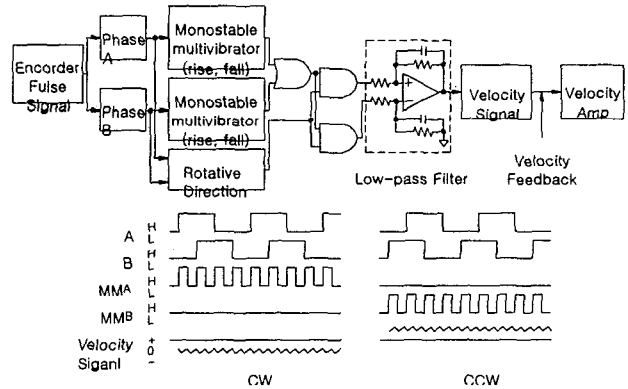 Encorder
Fulse
Signal
Phase
A
Phase
B
Monostable
multivibrator
(rise, fall)
Monostable
multivibrator
(rise, fall)
Rotative
Direction
+
-
Low-pass Filter
Velocity
Signal
Velocity
Amp
Velocity
Feedback
A H L
B H L
MMA H L
MMB H L
Velocity
Siganl
+
0
-
CW
CCW